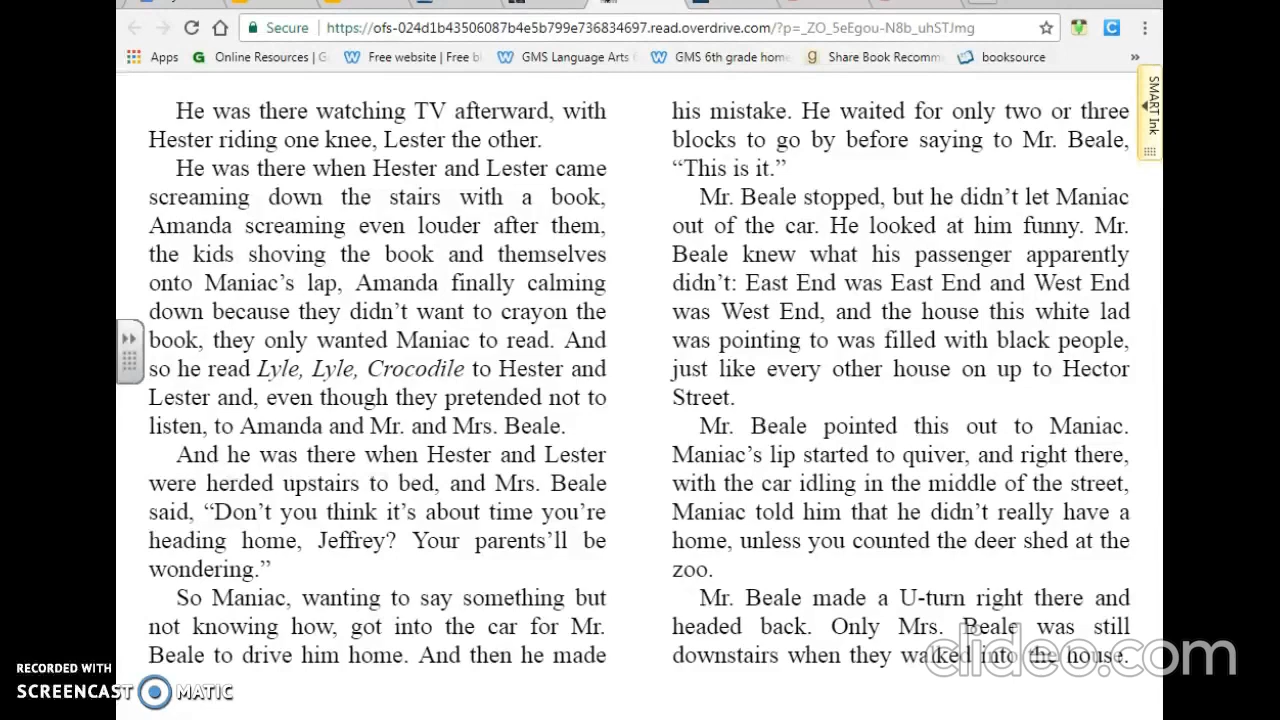 Secure https://ofs-024d1b43506087b4e5b799e736834697.read.overdrive.com/?p=_ZO_5eEgou-N8b_uhSTJmg
Apps Online Resources | G Free website | Free bl GMS Language Arts GMS 6th grade home Share Book Recomm booksource »
SMART Ink
He was there watching TV afterward, with
Hester riding one knee, Lester the other.
He was there when Hester and Lester came
screaming down the stairs with a book,
Amanda screaming even louder after them,
the kids shoving the book and themselves
onto Maniac’s lap, Amanda finally calming
down because they didn’t want to crayon the
book, they only wanted Maniac to read. And
so he read Lyle, Lyle, Crocodile to Hester and
Lester and, even though they pretended not to
listen, to Amanda and Mr. and Mrs. Beale.
And he was there when Hester and Lester
were herded upstairs to bed, and Mrs. Beale
said, “Don’t you think it’s about time you’re
heading home, Jeffrey? Your parents’ll be
wondering.”
So Maniac, wanting to say something but
not knowing how, got into the car for Mr.
Beale to drive him home. And then he made
his mistake. He waited for only two or three
blocks to go by before saying to Mr. Beale,
“This is it.”
Mr. Beale stopped, but he didn’t let Maniac
out of the car. He looked at him funny. Mr.
Beale knew what his passenger apparently
didn’t: East End was East End and West End
was West End, and the house this white lad
was pointing to was filled with black people,
just like every other house on up to Hector
Street.
Mr. Beale pointed this out to Maniac.
Maniac’s lip started to quiver, and right there,
with the car idling in the middle of the street,
Maniac told him that he didn’t really have a
home, unless you counted the deer shed at the
zoo.
Mr. Beale made a U-turn right there and
headed back. Only Mrs. Beale was still
downstairs when they walked into the house.
clideo.com
RECORDED WITH
SCREENCAST MATIC